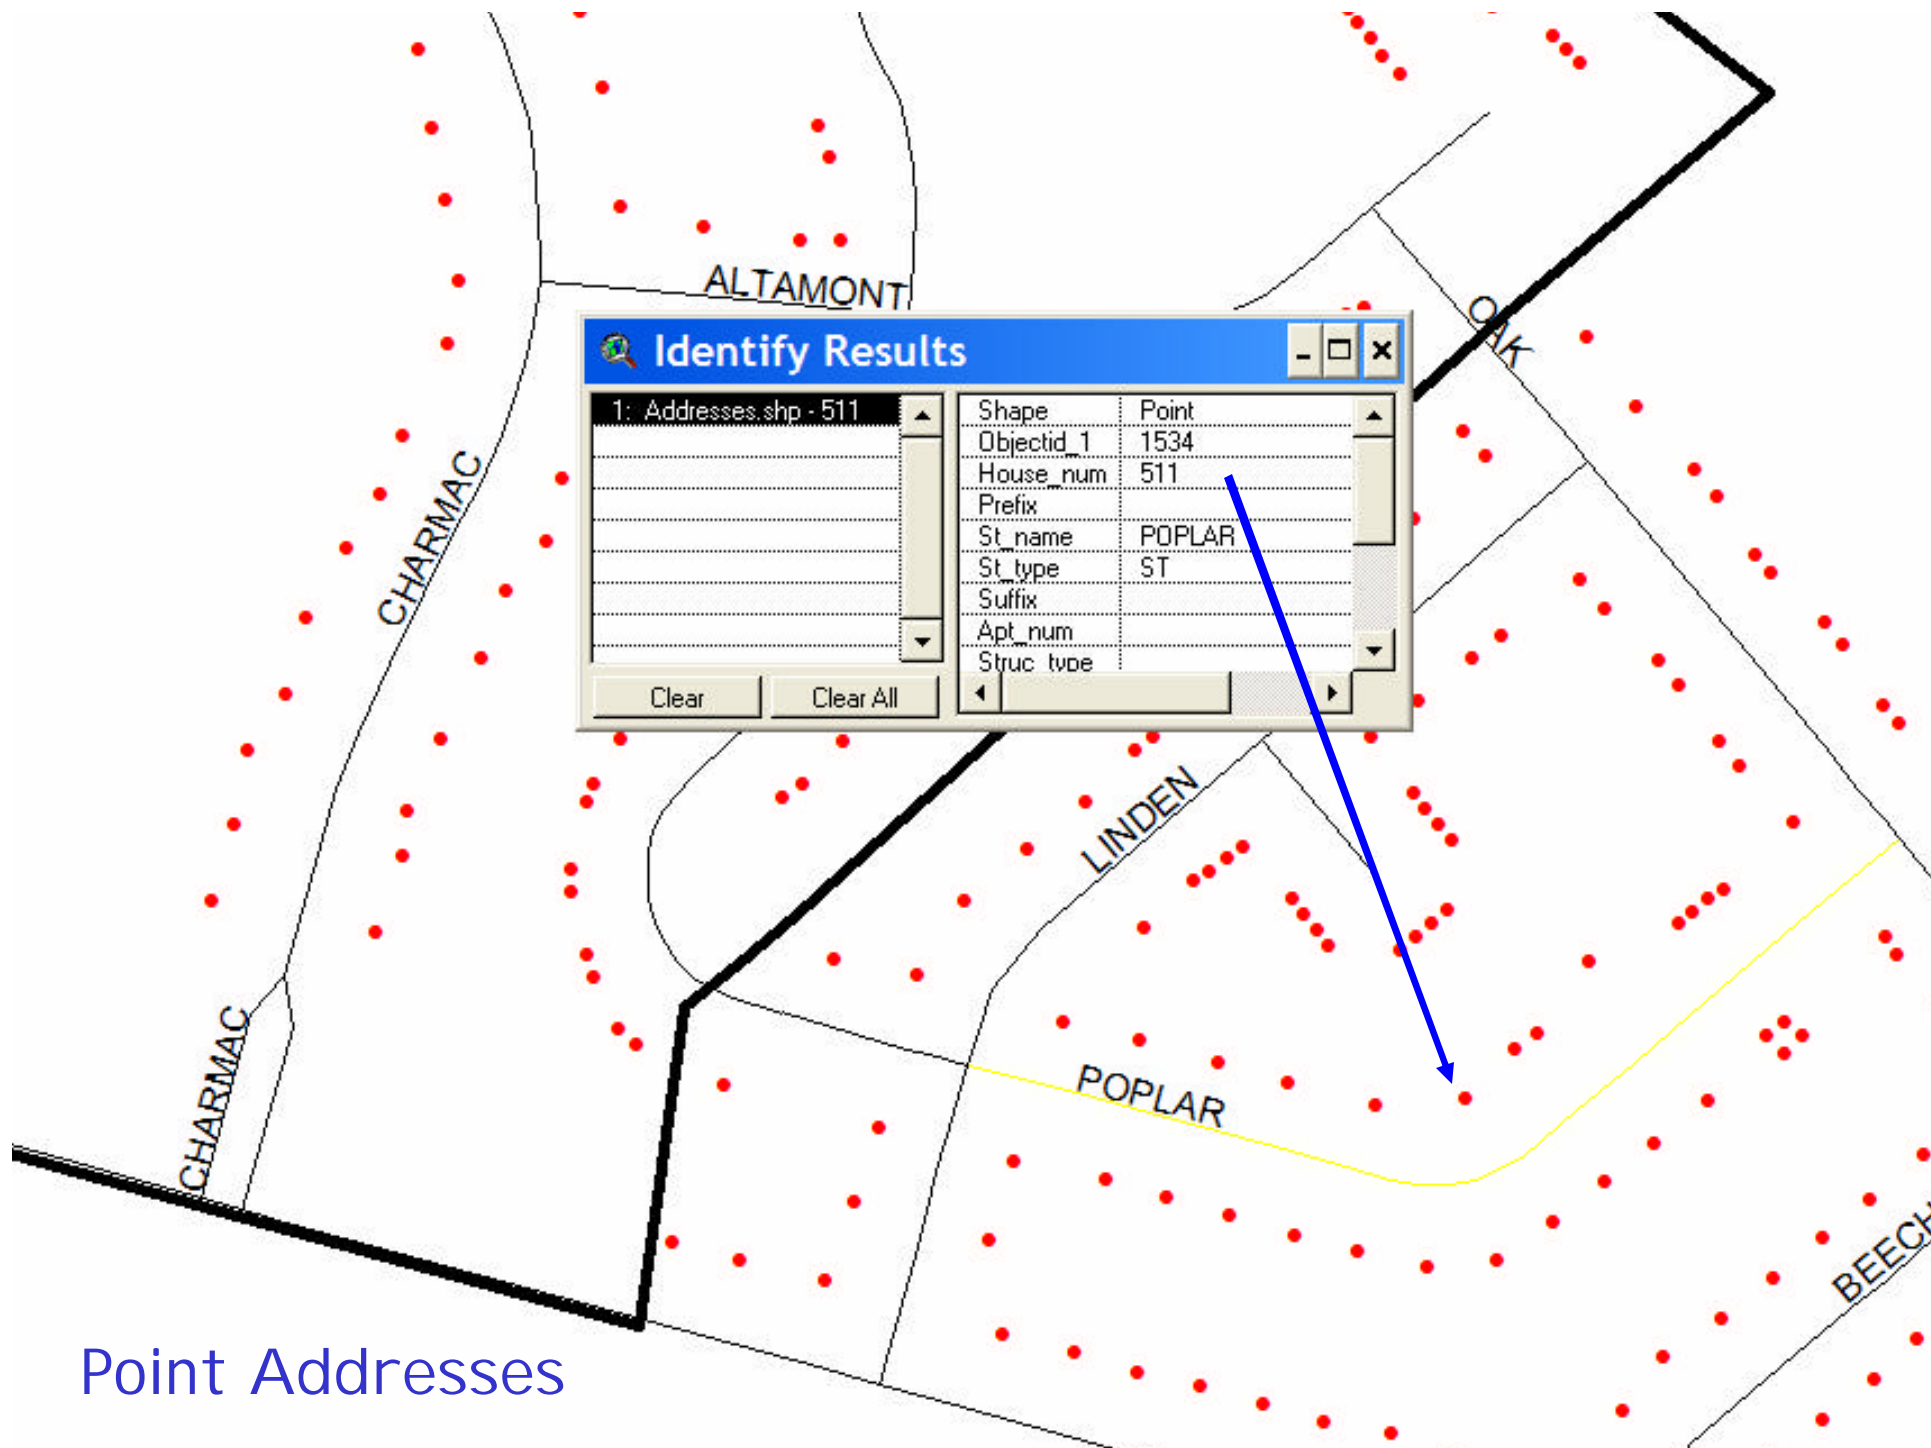 ALTAMONT
OAK
Identify Results
1: Addresses.shp - 511
Shape Point
Objectid_1 1534
House_num 511
Prefix
St_name POPLAR
St_type ST
Suffix
Apt_num
Struc_type
Clear Clear All
CHARMAC
LINDEN
CHARMAC
POPLAR
BEECH
Point Addresses